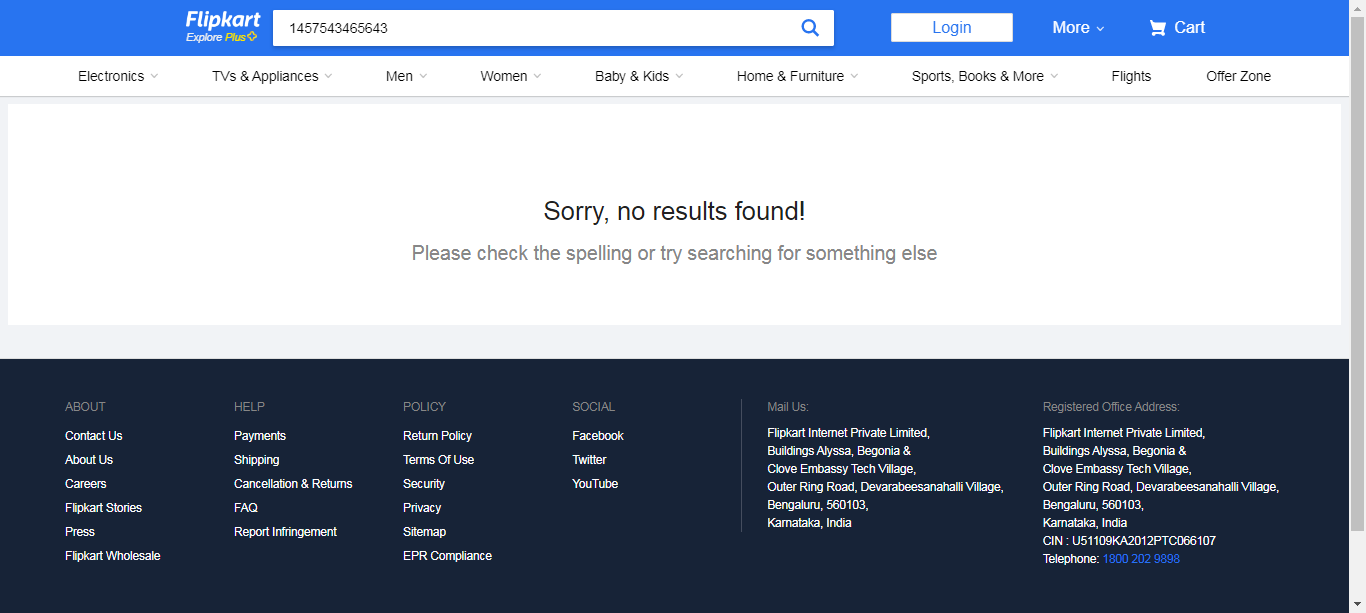 Flipkart
Explore Plus
1457543465643
Login
More
Cart
Electronics
TVs & Appliances
Men
Women
Baby & Kids
Home & Furniture
Sports, Books & More
Flights
Offer Zone
Sorry, no results found!
Please check the spelling or try searching for something else
ABOUT
Contact Us
About Us
Careers
Flipkart Stories
Press
Flipkart Wholesale
HELP
Payments
Shipping
Cancellation & Returns
FAQ
Report Infringement
POLICY
Return Policy
Terms Of Use
Security
Privacy
Sitemap
EPR Compliance
SOCIAL
Facebook
Twitter
YouTube
Mail Us:
Flipkart Internet Private Limited,
Buildings Alyssa, Begonia &
Clove Embassy Tech Village,
Outer Ring Road, Devarabeesanahalli Village,
Bengaluru, 560103,
Karnataka, India
Registered Office Address:
Flipkart Internet Private Limited,
Buildings Alyssa, Begonia &
Clove Embassy Tech Village,
Outer Ring Road, Devarabeesanahalli Village,
Bengaluru, 560103,
Karnataka, India
CIN : U51109KA2012PTC066107
Telephone: 1800 202 9898